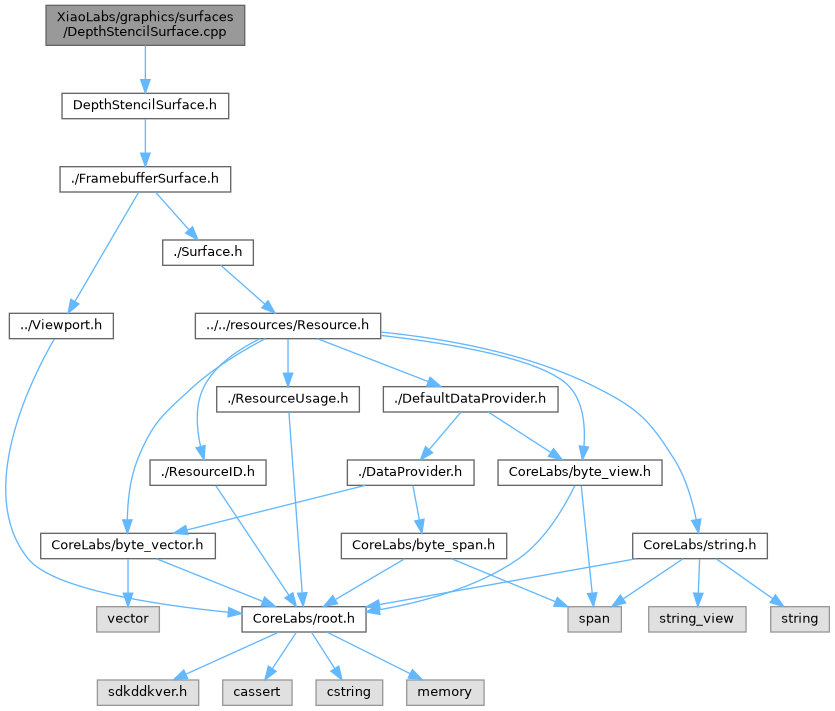 XiaoLabs/graphics/surfaces
/DepthStencilSurface.cpp
DepthStencilSurface.h
./FramebufferSurface.h
./Surface.h
../Viewport.h
../../resources/Resource.h
./ResourceUsage.h
./DefaultDataProvider.h
./ResourceID.h
./DataProvider.h
CoreLabs/byte_view.h
CoreLabs/byte_vector.h
CoreLabs/byte_span.h
CoreLabs/string.h
vector
CoreLabs/root.h
span
string_view
string
sdkddkver.h
cassert
cstring
memory